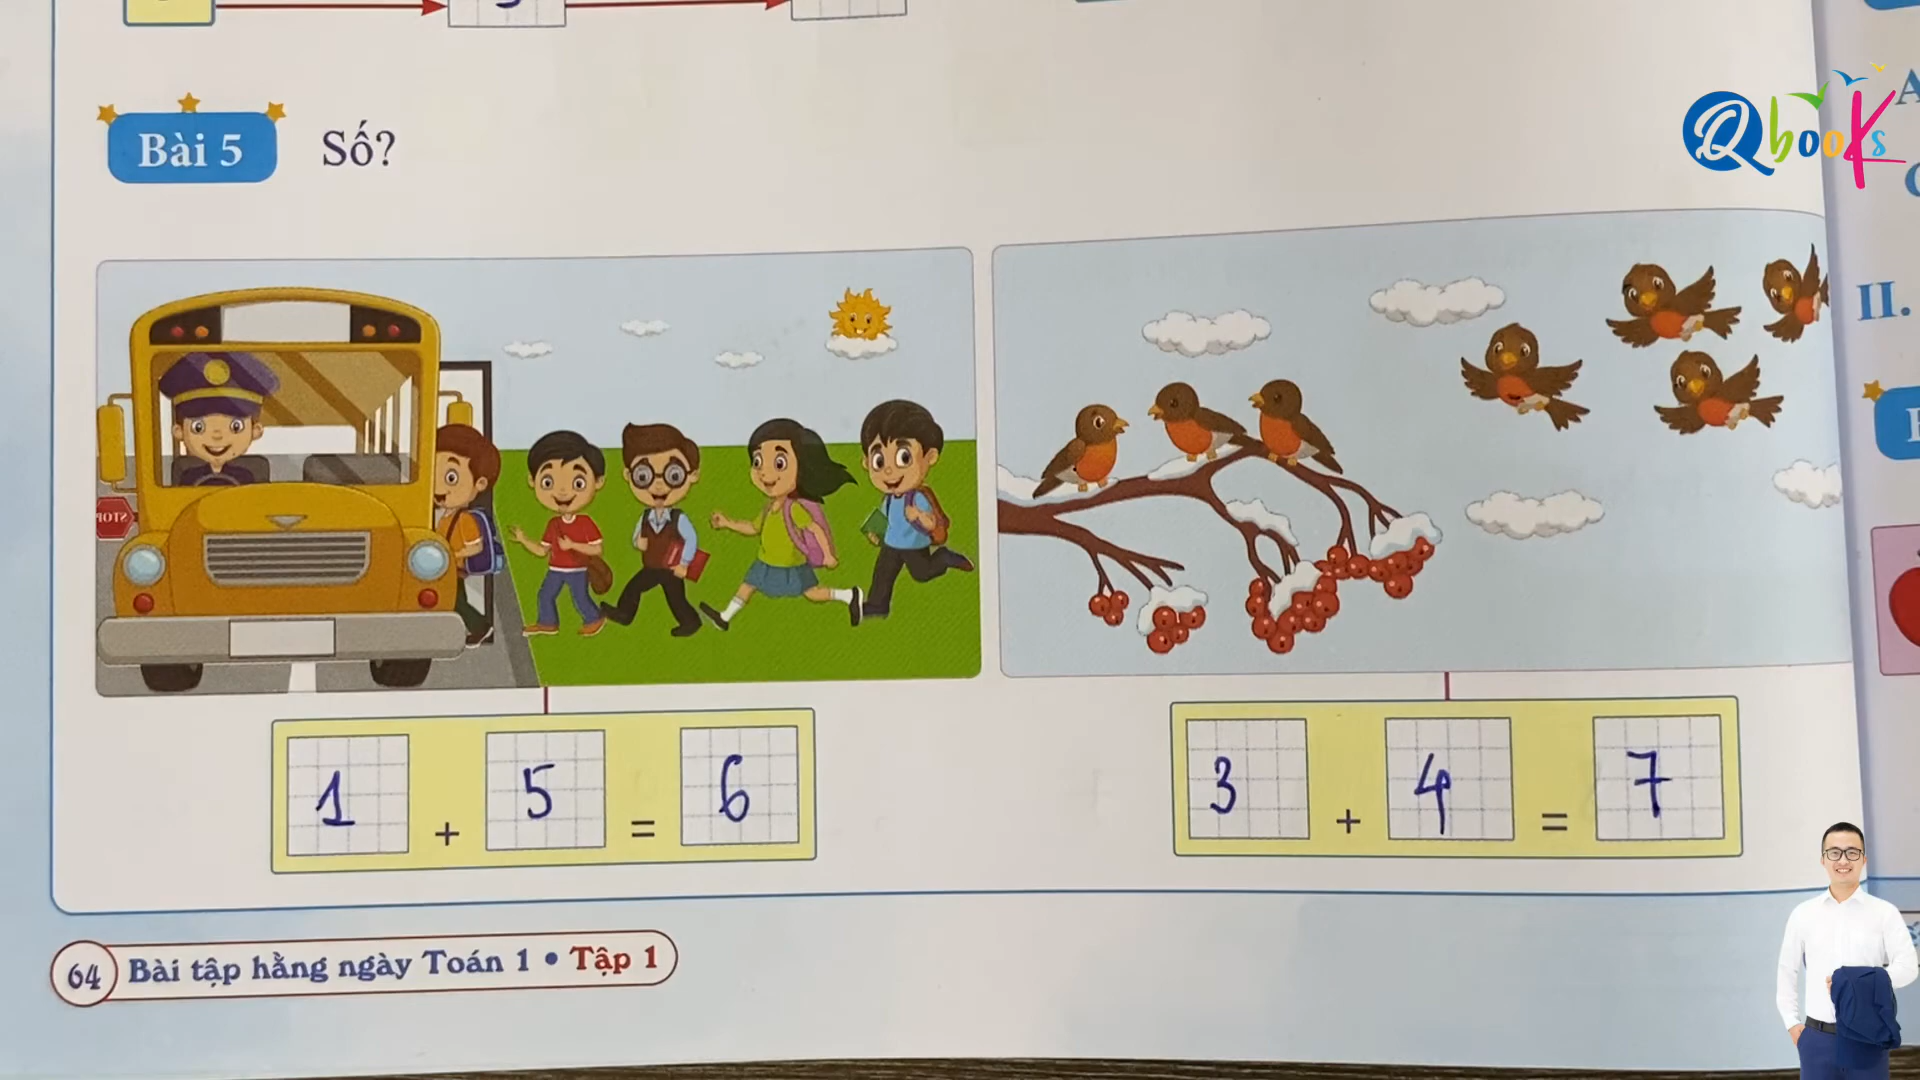 Bài 5 Số?
Qbooks
STOP
II.
1 + 5 = 6
3 + 4 = 7
64 Bài tập hằng ngày Toán 1 • Tập 1